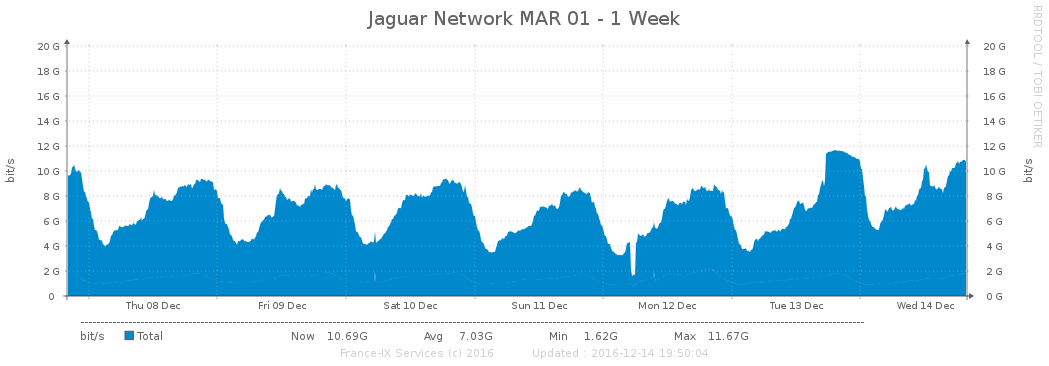 Jaguar Network MAR 01 - 1 Week
RRDTOOL / TOBI OETIKER
bit/s
bit/s
20 G 20 G
18 G 18 G
16 G 16 G
14 G 14 G
12 G 12 G
10 G 10 G
8 G 8 G
6 G 6 G
4 G 4 G
2 G 2 G
0 0 G
Thu 08 Dec Fri 09 Dec Sat 10 Dec Sun 11 Dec Mon 12 Dec Tue 13 Dec Wed 14 Dec
bit/s Total Now 10.69G Avg 7.03G Min 1.62G Max 11.67G
France-IX Services (c) 2016 Updated : 2016-12-14 19:50:04